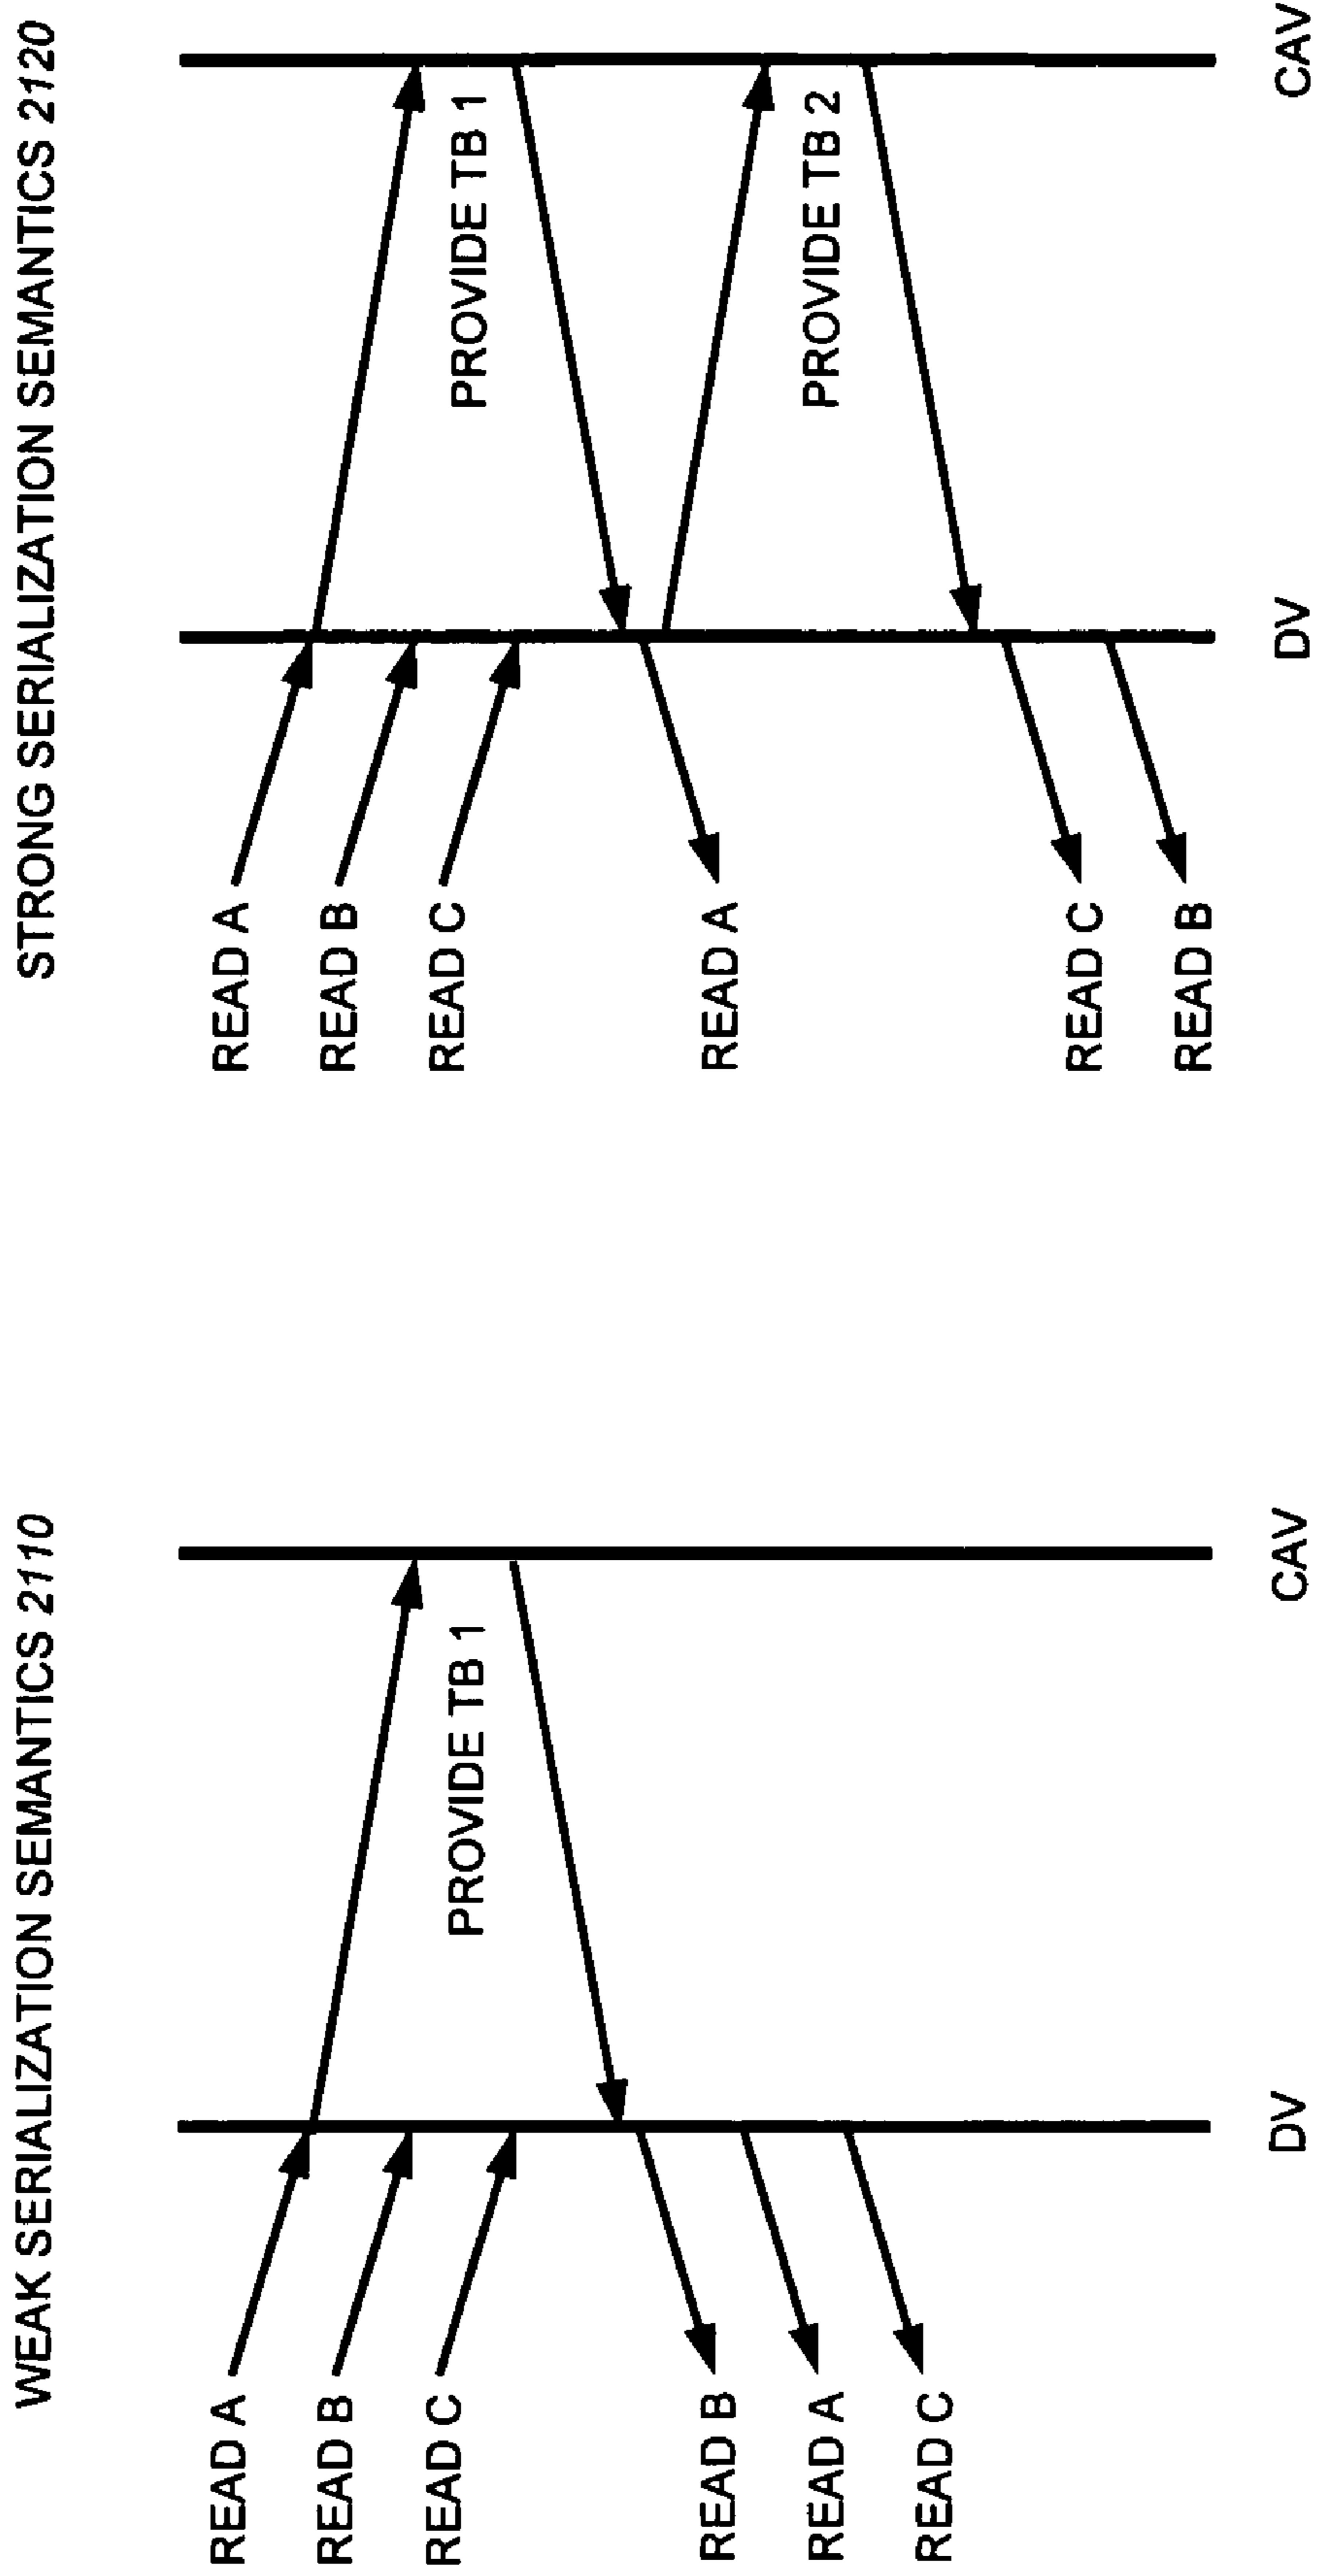 WEAK SERIALIZATION SEMANTICS 2110
READ A
READ B
READ C
PROVIDE TB 1
READ B
READ A
READ C
DV
CAV
STRONG SERIALIZATION SEMANTICS 2120
READ A
READ B
READ C
PROVIDE TB 1
READ A
PROVIDE TB 2
READ C
READ B
DV
CAV